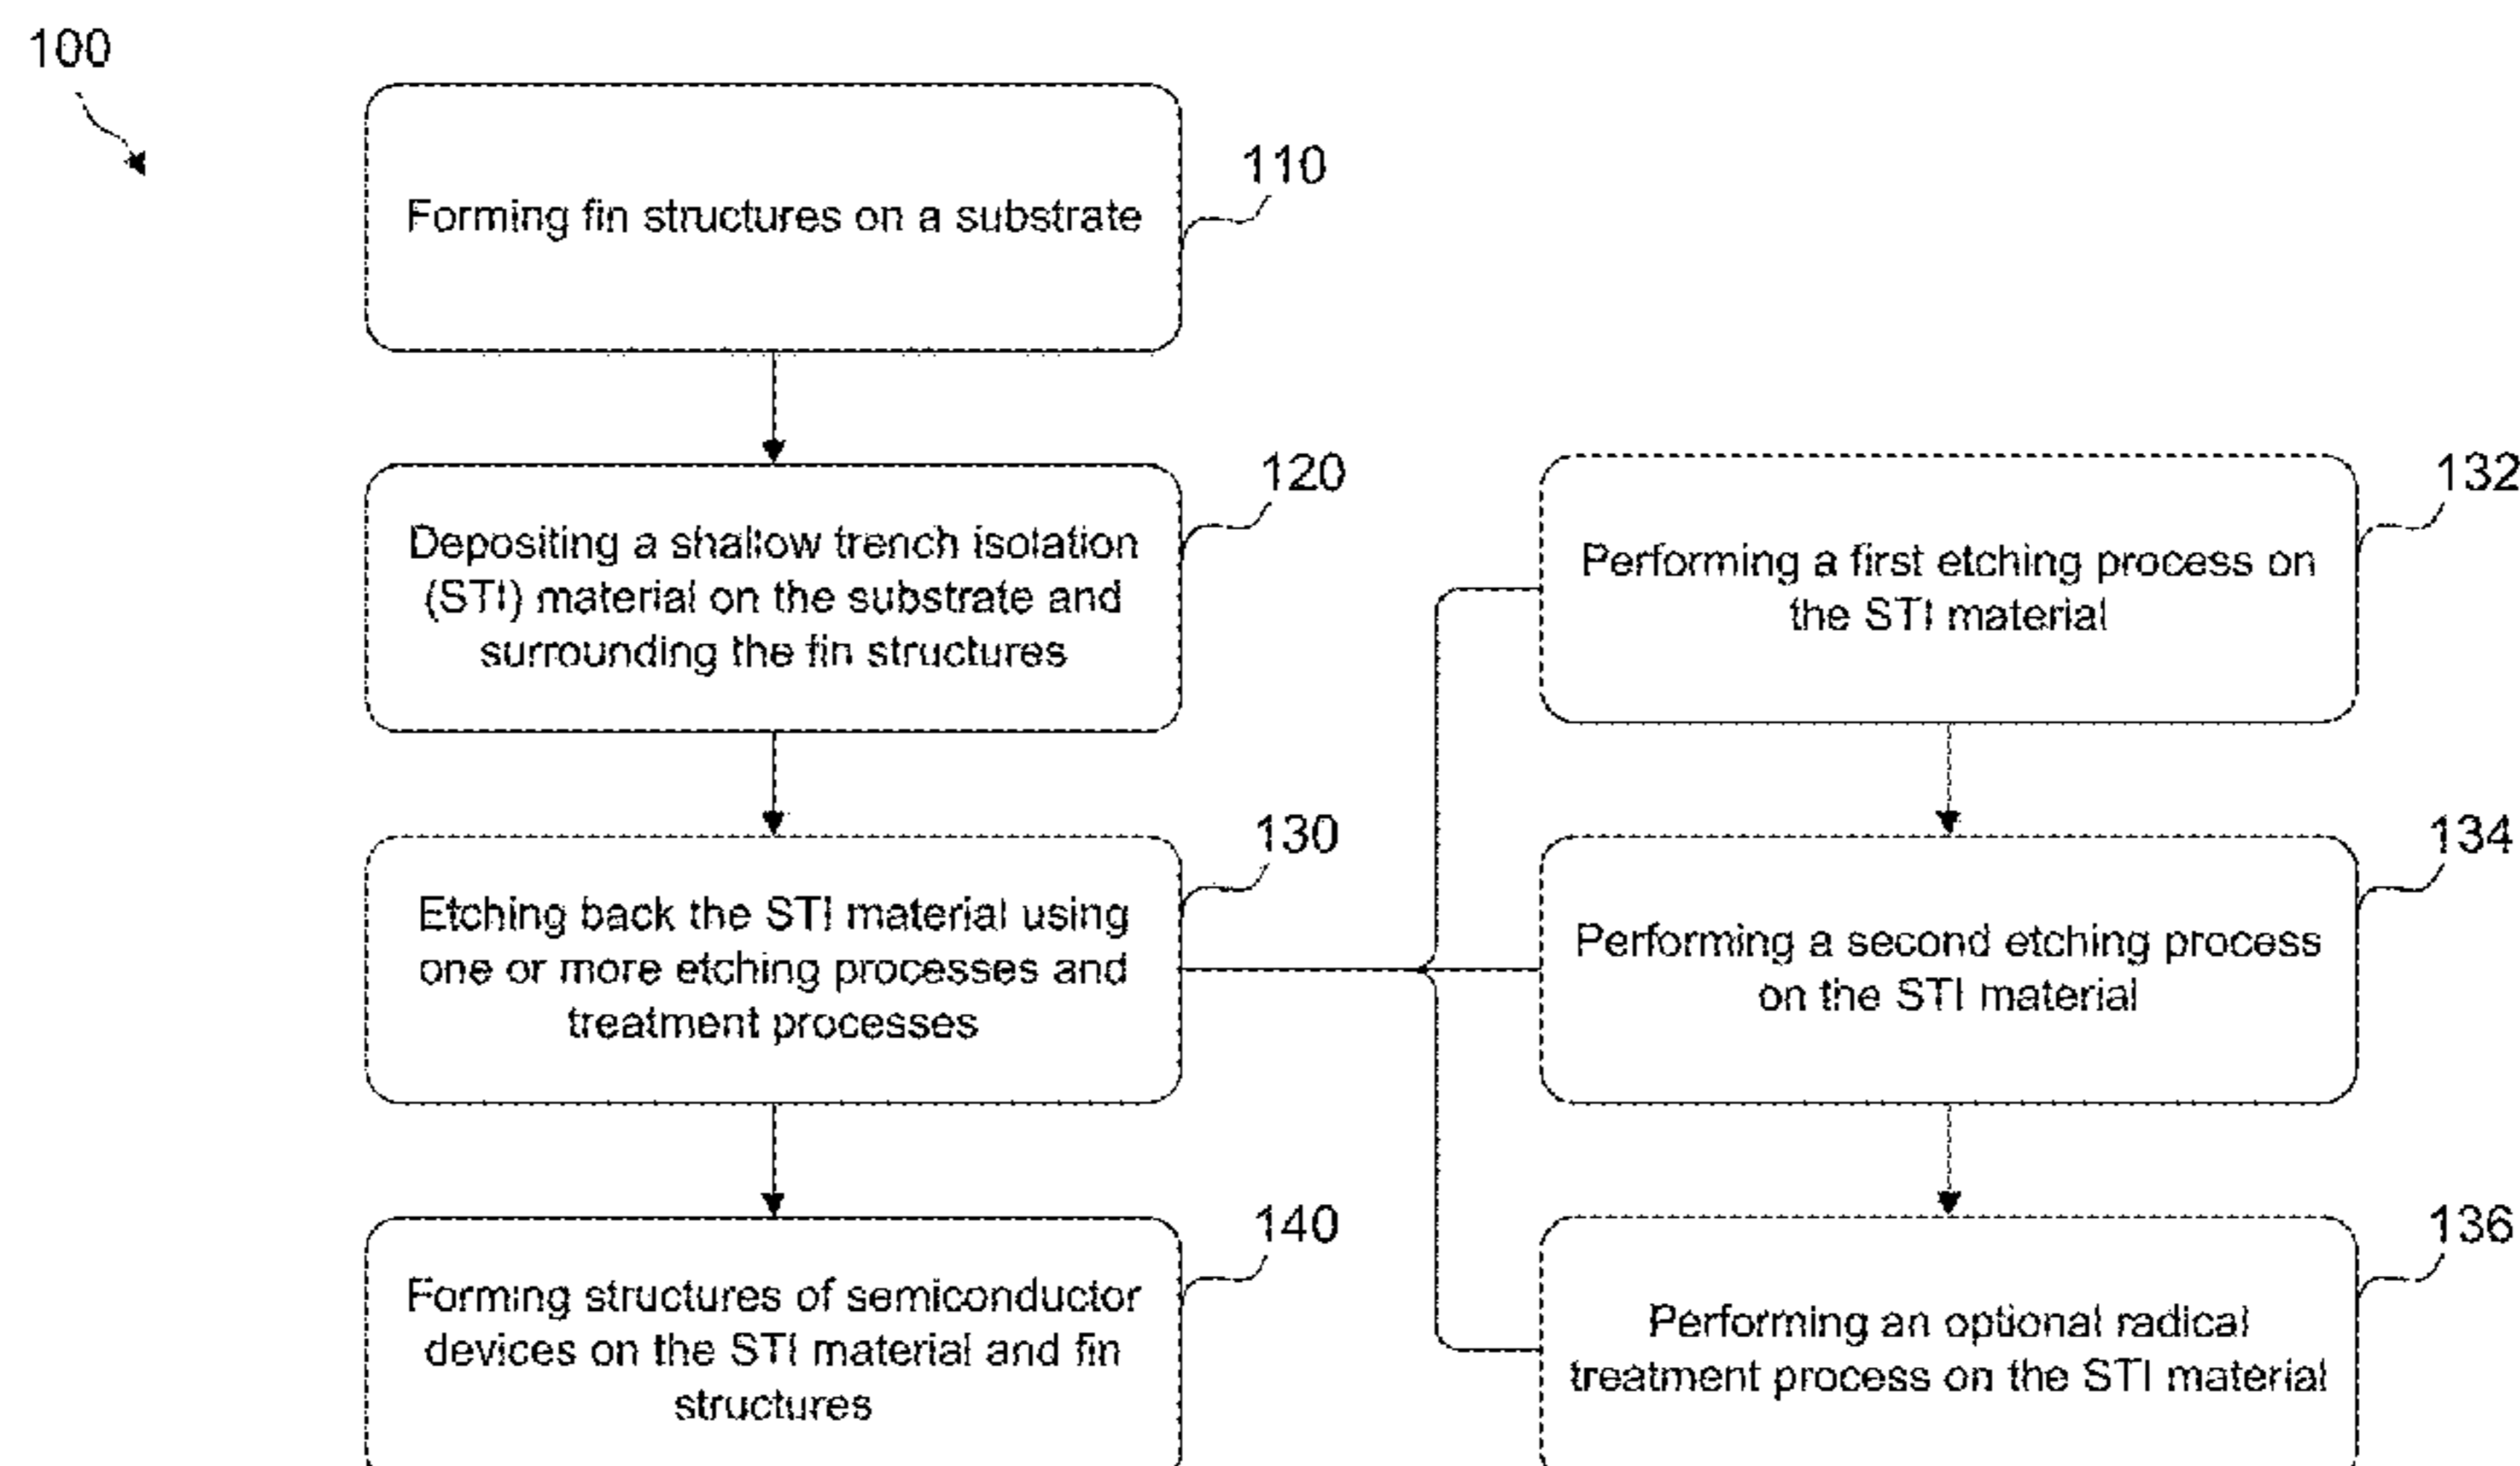 100
110
Forming fin structures on a substrate
120
Depositing a shallow trench isolation
(STI) material on the substrate and
surrounding the fin structures
130
Etching back the STI material using
one or more etching processes and
treatment processes
140
Forming structures of semiconductor
devices on the STI material and fin
structures
132
Performing a first etching process on
the STI material
134
Performing a second etching process
on the STI material
136
Performing an optional radical
treatment process on the STI material